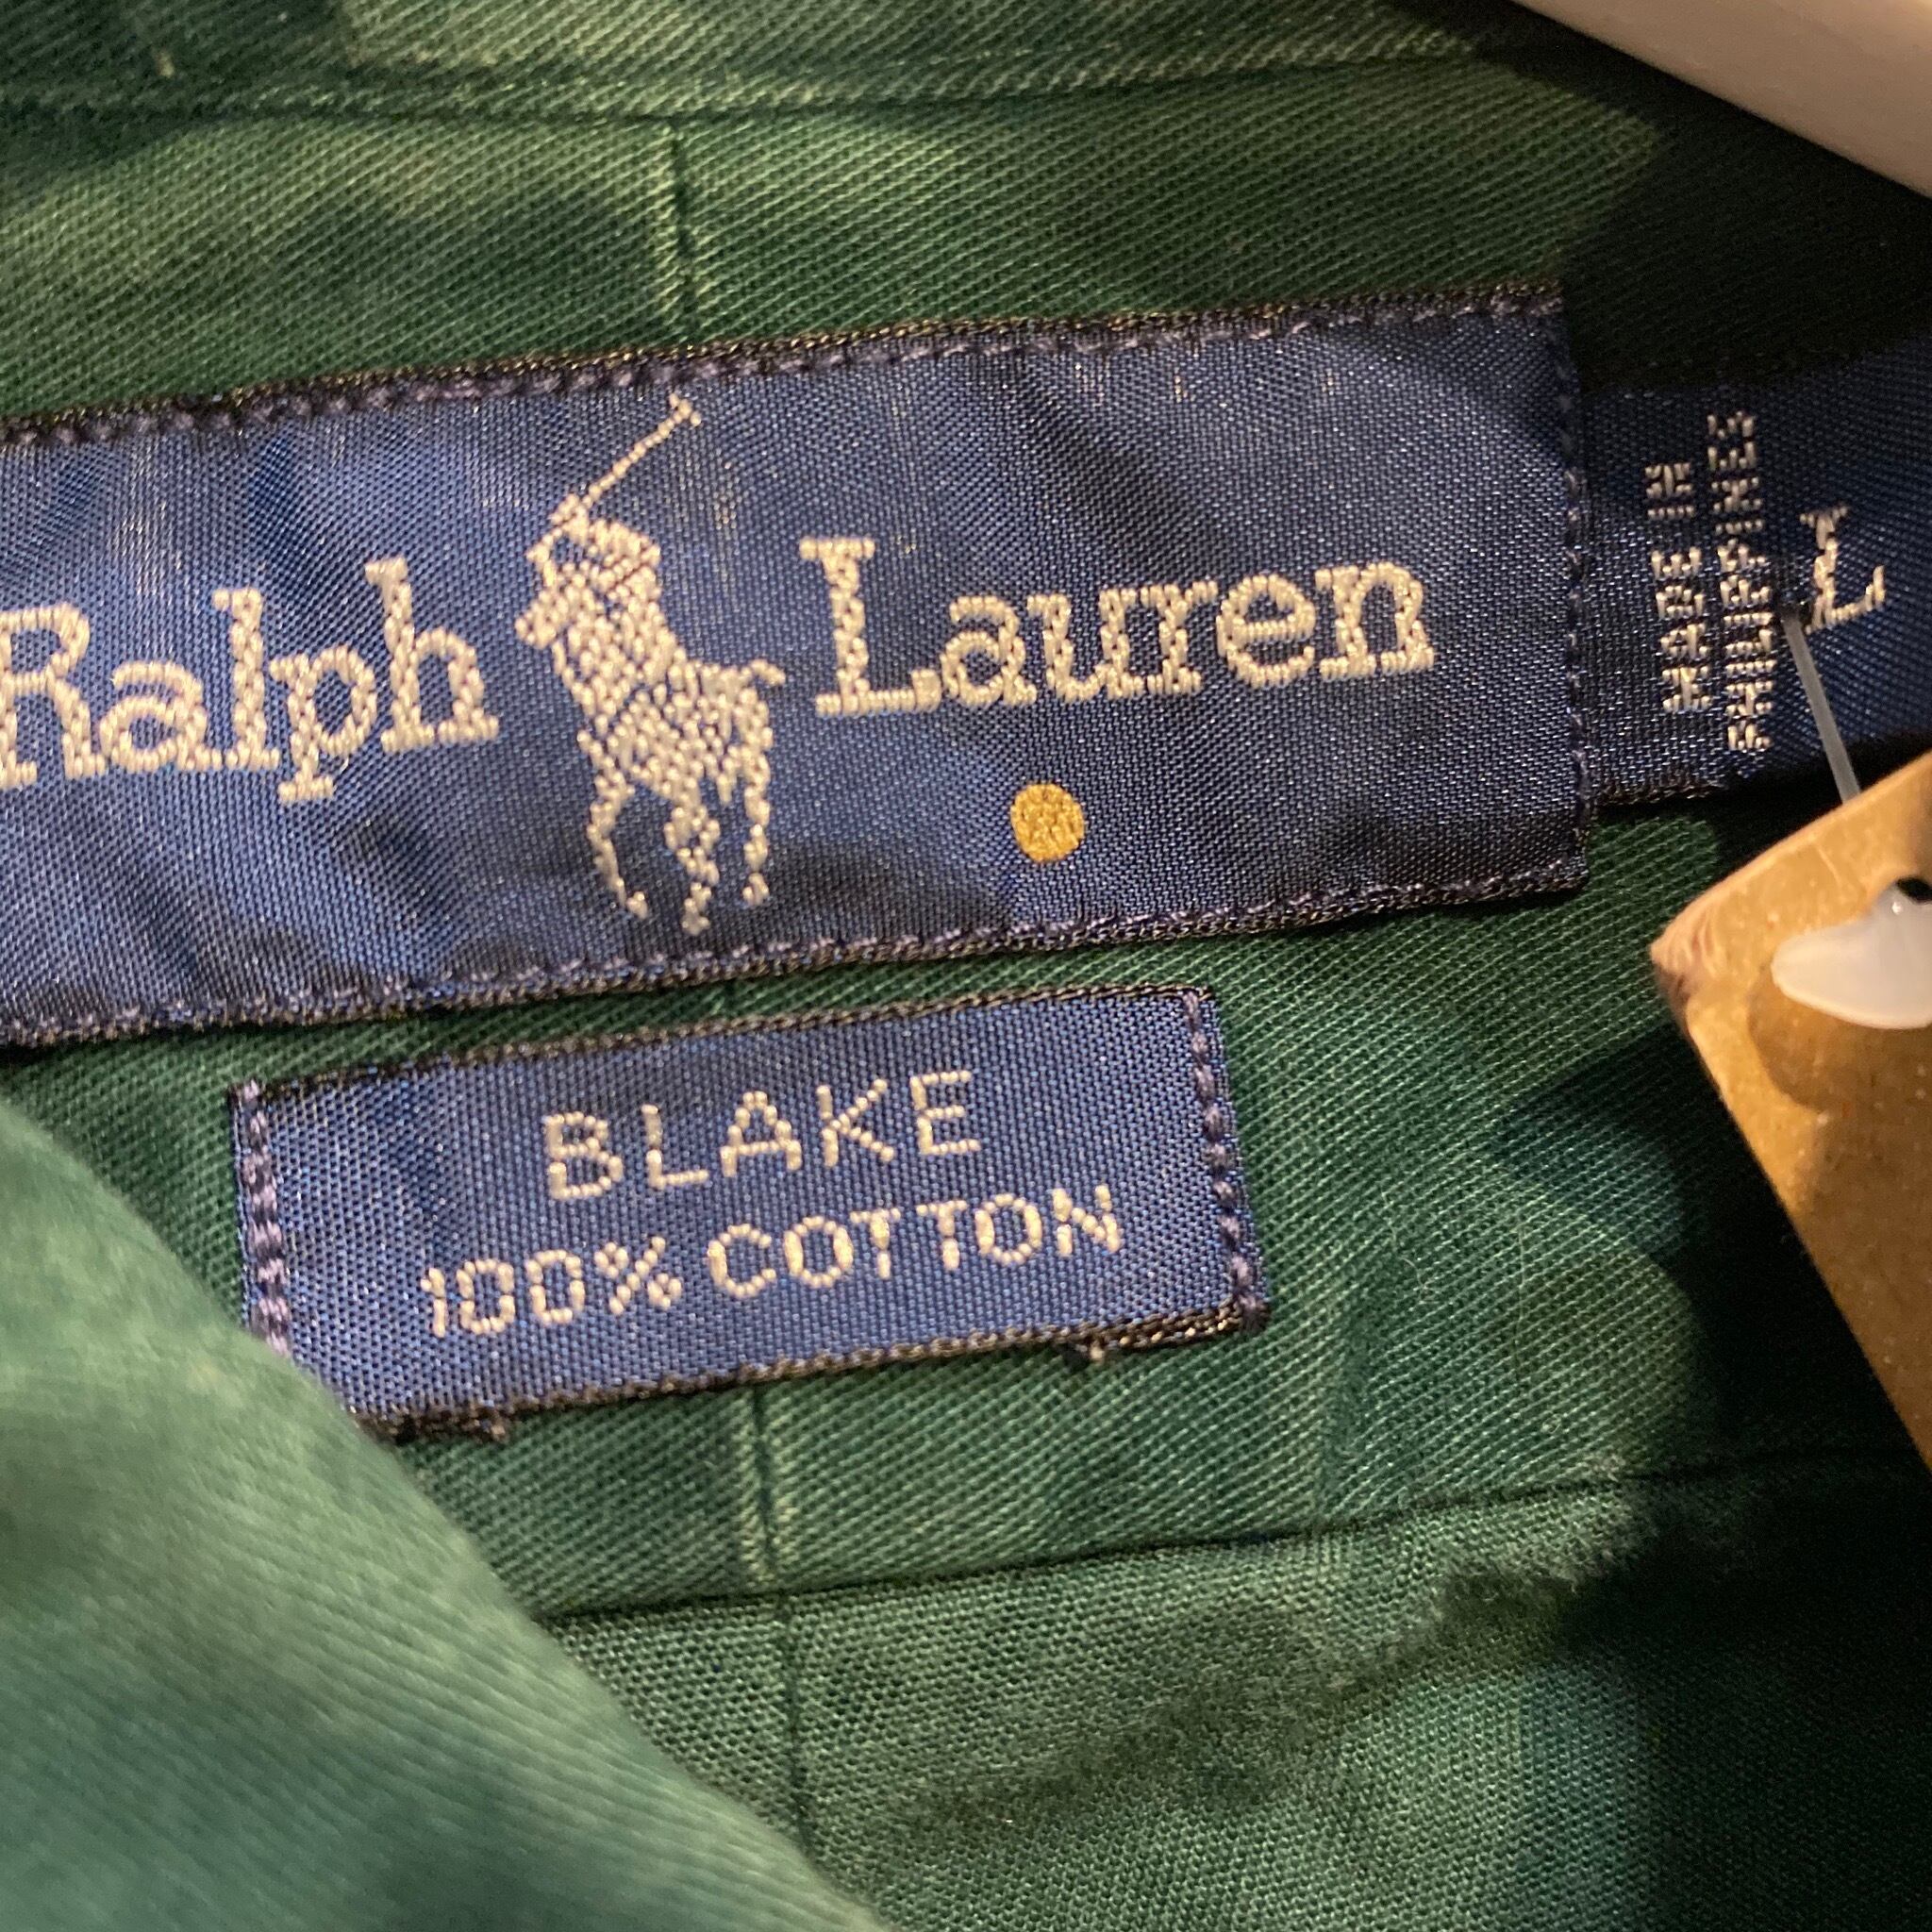 Ralph Lauren
MADE IN
PHILIPPINES
L
BLAKE
100% COTTON